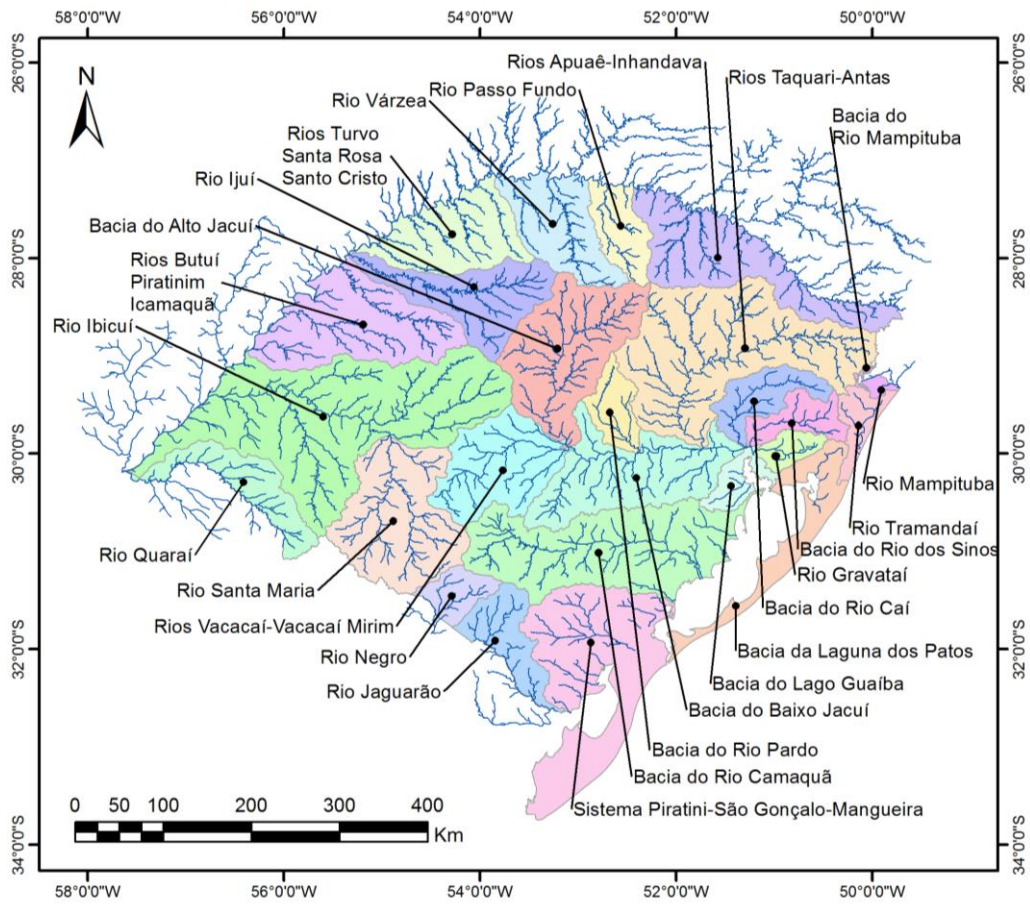 58°0'0"W 56°0'0"W 54°0'0"W 52°0'0"W 50°0'0"W
26°0'0"S
26°0'0"S
N
Rios Apuaê-Inhandava
Rios Taquari-Antas
Rio Passo Fundo
Rio Várzea
Bacia do
Rio Mampituba
Rios Turvo
Santa Rosa
Santo Cristo
Rio Ijuí
Bacia do Alto Jacuí
Rios Butuí
Piratinim
Icamaquã
Rio Ibicuí
28°0'0"S
28°0'0"S
30°0'0"S
30°0'0"S
Rio Mampituba
Rio Tramandaí
Bacia do Rio dos Sinos
Rio Gravataí
Bacia do Rio Caí
Bacia da Laguna dos Patos
Bacia do Lago Guaíba
Bacia do Baixo Jacuí
Bacia do Rio Pardo
Bacia do Rio Camaquã
Sistema Piratini-São Gonçalo-Mangueira
Rio Quaraí
Rio Santa Maria
Rios Vacacaí-Vacacaí Mirim
Rio Negro
Rio Jaguarão
32°0'0"S
32°0'0"S
0 50 100 200 300 400
Km
34°0'0"S
34°0'0"S
58°0'0"W 56°0'0"W 54°0'0"W 52°0'0"W 50°0'0"W